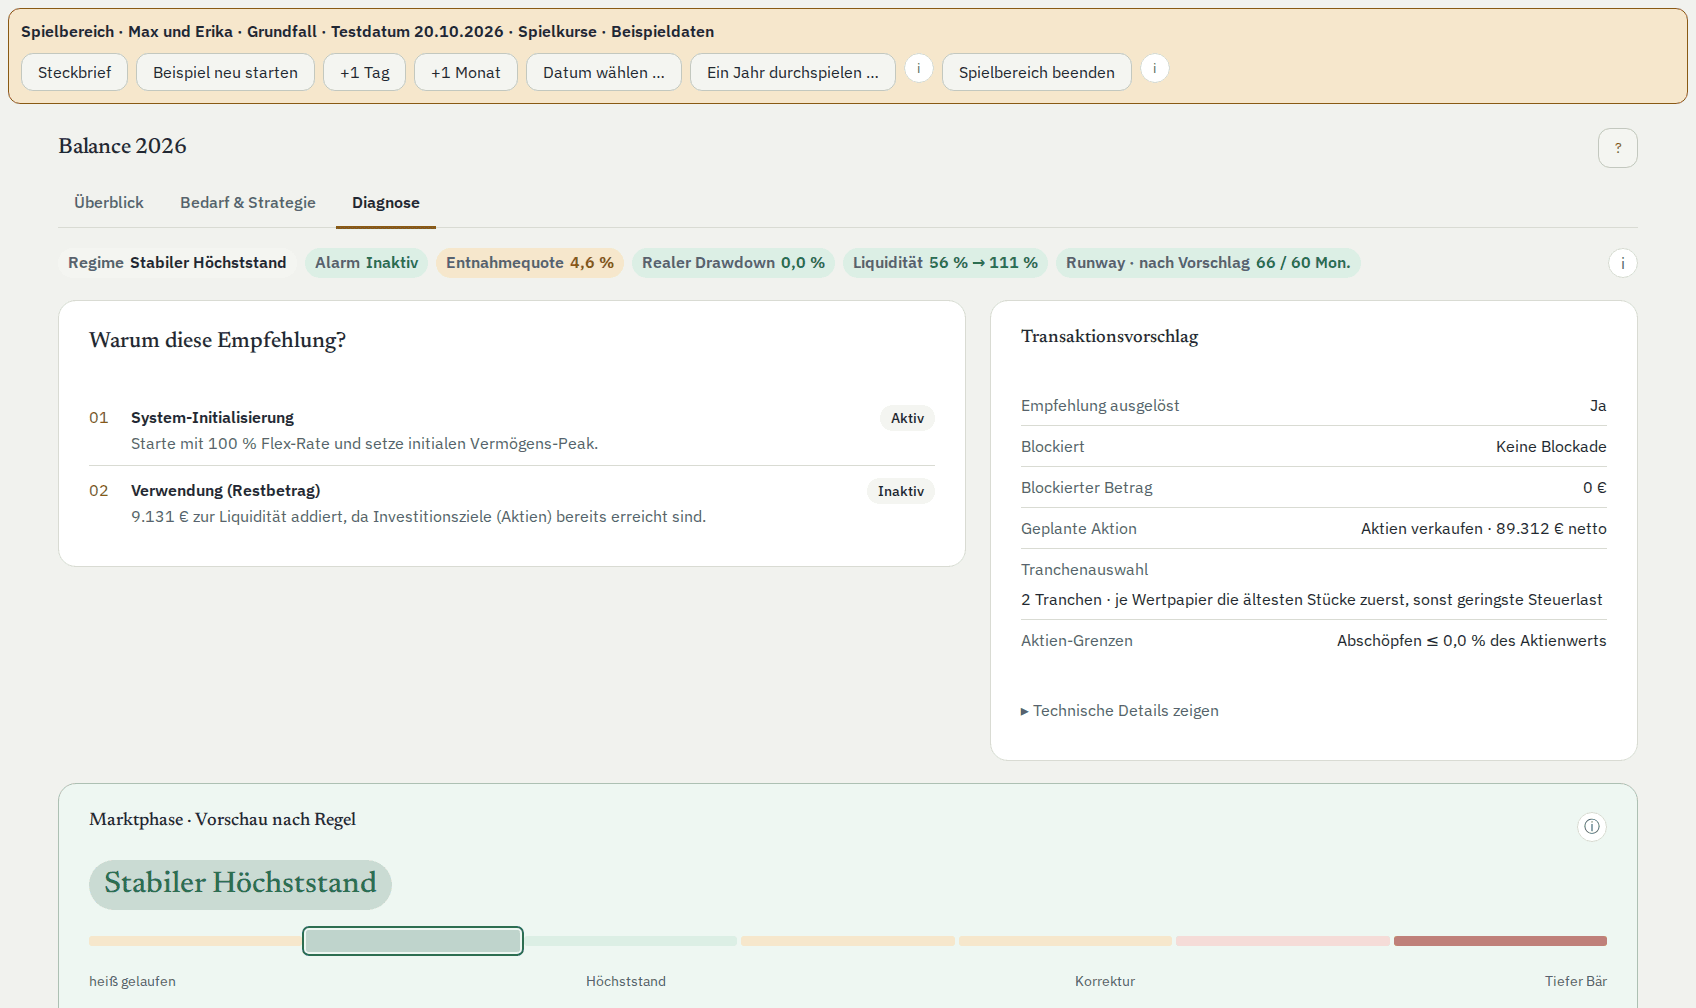 Spielbereich · Max und Erika · Grundfall · Testdatum 20.10.2026 · Spielkurse · Beispieldaten
Steckbrief
Beispiel neu starten
+1 Tag
+1 Monat
Datum wählen ...
Ein Jahr durchspielen ...
i
Spielbereich beenden
i
Balance 2026
?
Überblick
Bedarf & Strategie
Diagnose
Regime Stabiler Höchststand
Alarm Inaktiv
Entnahmequote 4,6 %
Realer Drawdown 0,0 %
Liquidität 56 % → 111 %
Runway · nach Vorschlag 66 / 60 Mon.
i
Warum diese Empfehlung?
01 System-Initialisierung Aktiv
Starte mit 100 % Flex-Rate und setze initialen Vermögens-Peak.
02 Verwendung (Restbetrag) Inaktiv
9.131 € zur Liquidität addiert, da Investitionsziele (Aktien) bereits erreicht sind.
Transaktionsvorschlag
Empfehlung ausgelöst Ja
Blockiert Keine Blockade
Blockierter Betrag 0 €
Geplante Aktion Aktien verkaufen · 89.312 € netto
Tranchenauswahl
2 Tranchen · je Wertpapier die ältesten Stücke zuerst, sonst geringste Steuerlast
Aktien-Grenzen Abschöpfen ≤ 0,0 % des Aktienwerts
▸ Technische Details zeigen
Marktphase · Vorschau nach Regel
ⓘ
Stabiler Höchststand
heiß gelaufen Höchststand Korrektur Tiefer Bär